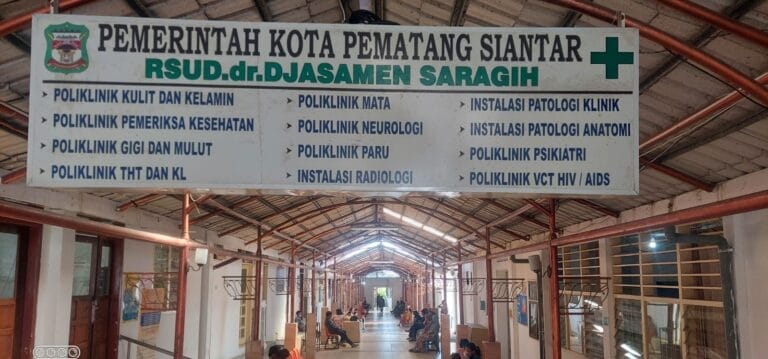 PEMERINTAH KOTA PEMATANG SIANTAR
RSUD.dr.DJASAMEN SARAGIH
POLIKLINIK KULIT DAN KELAMIN
POLIKLINIK PEMERIKSA KESEHATAN
POLIKLINIK GIGI DAN MULUT
POLIKLINIK THT DAN KL
POLIKLINIK MATA
POLIKLINIK NEUROLOGI
POLIKLINIK PARU
INSTALASI RADIOLOGI
INSTALASI PATOLOGI KLINIK
INSTALASI PATOLOGI ANATOMI
POLIKLINIK PSIKIATRI
POLIKLINIK VCT HIV / AIDS